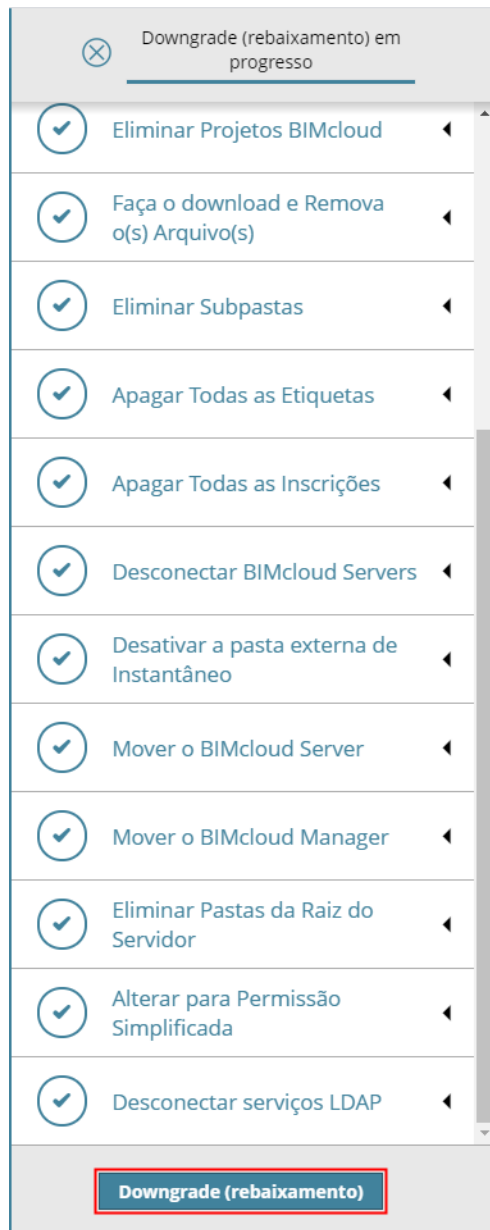 Downgrade (rebaixamento) em
progresso
Eliminar Projetos BIMcloud
Faça o download e Remova
o(s) Arquivo(s)
Eliminar Subpastas
Apagar Todas as Etiquetas
Apagar Todas as Inscrições
Desconectar BIMcloud Servers
Desativar a pasta externa de
Instantâneo
Mover o BIMcloud Server
Mover o BIMcloud Manager
Eliminar Pastas da Raiz do
Servidor
Alterar para Permissão
Simplificada
Desconectar serviços LDAP
Downgrade (rebaixamento)